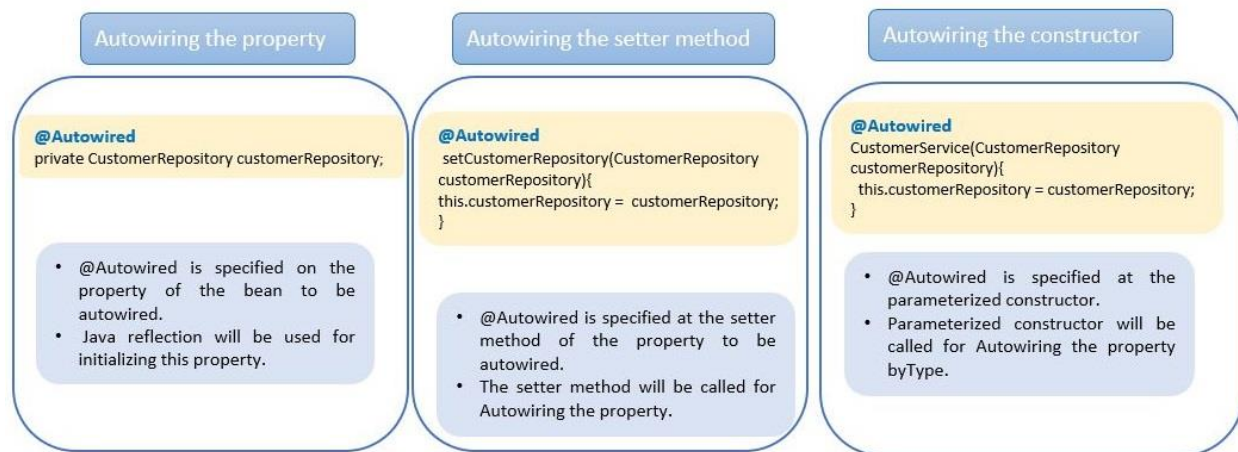 Autowiring the property
@Autowired
private CustomerRepository customerRepository;
• @Autowired is specified on the
property of the bean to be
autowired.
• Java reflection will be used for
initializing this property.
Autowiring the setter method
@Autowired
setCustomerRepository(CustomerRepository
customerRepository){
this.customerRepository = customerRepository;
}
• @Autowired is specified at the setter
method of the property to be
autowired.
• The setter method will be called for
Autowiring the property.
Autowiring the constructor
@Autowired
CustomerService(CustomerRepository
customerRepository){
this.customerRepository = customerRepository;
}
• @Autowired is specified at the
parameterized constructor.
• Parameterized constructor will be
called for Autowiring the property
byType.